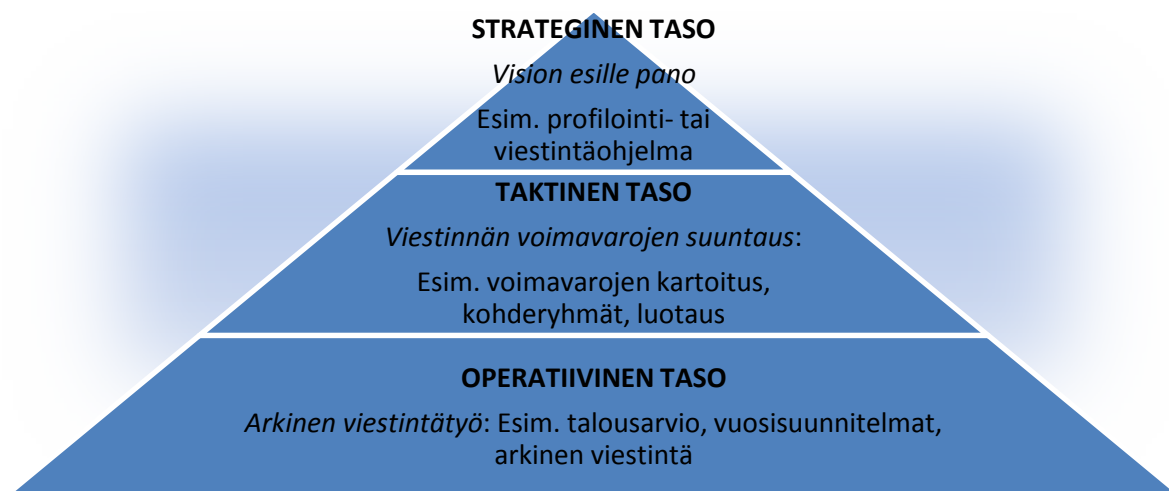 STRATEGINEN TASO
Vision esille pano
Esim. profilointi- tai
viestintäohjelma
TAKTINEN TASO
Viestinnän voimavarojen suuntaus:
Esim. voimavarojen kartoitus,
kohderyhmät, luotaus
OPERATIIVINEN TASO
Arkinen viestintätyö: Esim. talousarvio, vuosisuunnitelmat,
arkinen viestintä